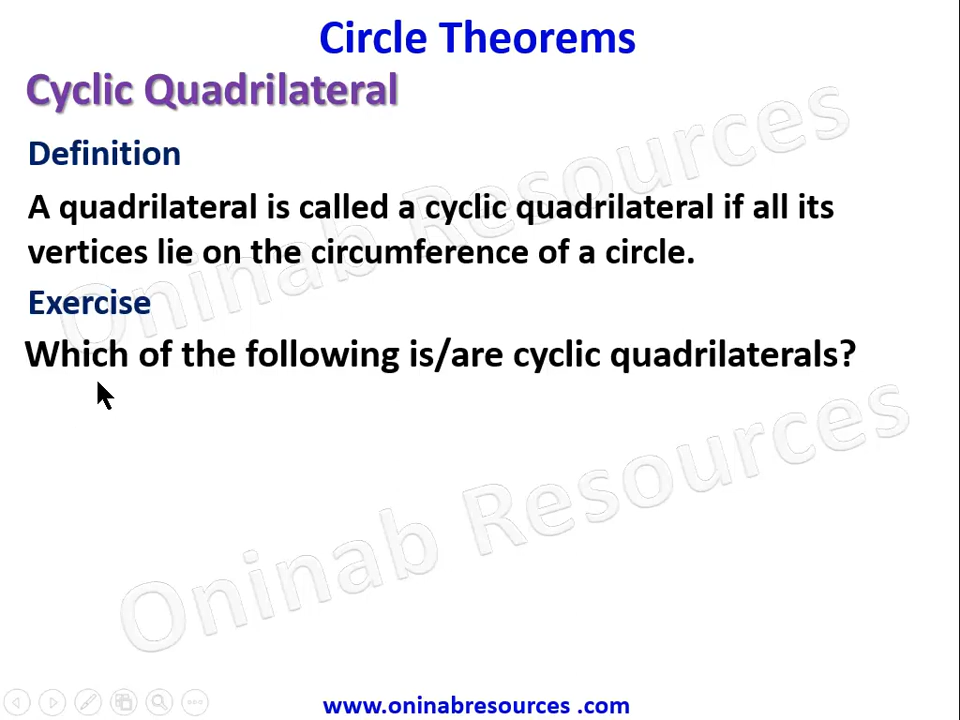 Circle Theorems
Cyclic Quadrilateral
Definition
A quadrilateral is called a cyclic quadrilateral if all its
vertices lie on the circumference of a circle.
Exercise
Which of the following is/are cyclic quadrilaterals?
Oninab Resources
Oninab Resources
www.oninabresources .com